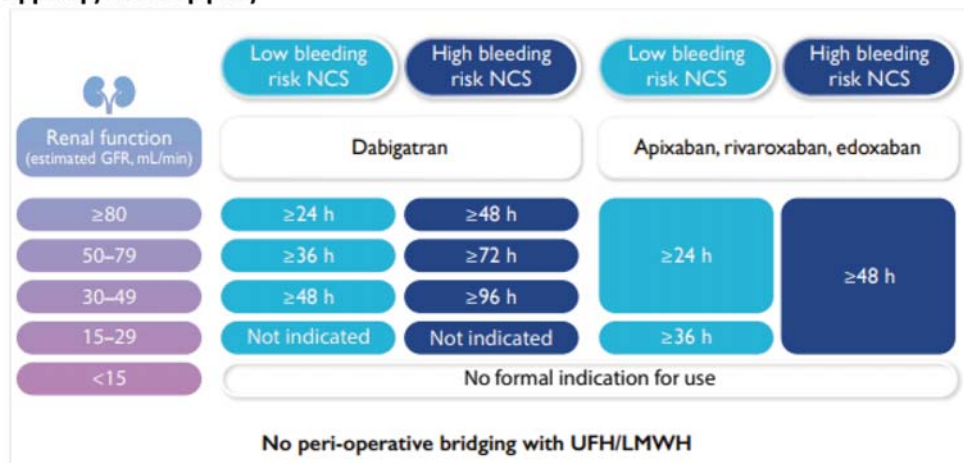 Low bleeding
risk NCS
High bleeding
risk NCS
Low bleeding
risk NCS
High bleeding
risk NCS
Renal function
(estimated GFR, mL/min)
Dabigatran
Apixaban, rivaroxaban, edoxaban
≥80
≥24 h
≥48 h
≥24 h
≥48 h
50–79
≥36 h
≥72 h
30–49
≥48 h
≥96 h
15–29
Not indicated
Not indicated
≥36 h
<15
No formal indication for use
No peri-operative bridging with UFH/LMWH